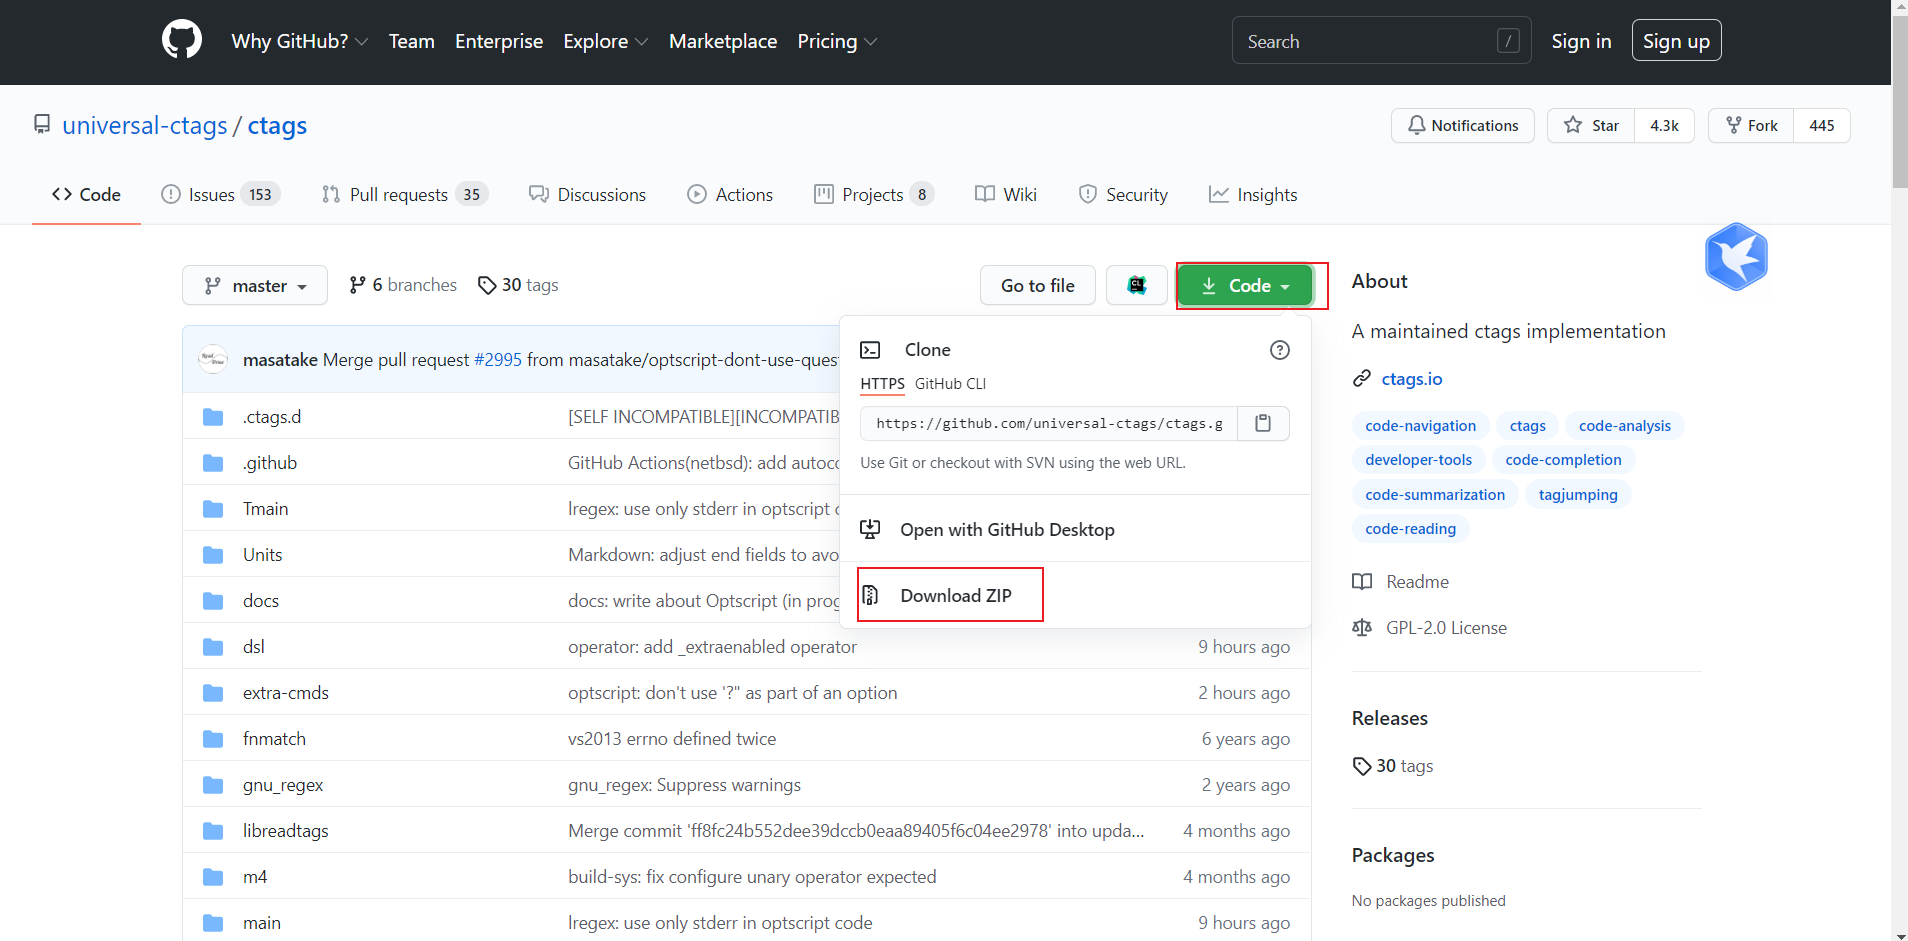 Why GitHub? Team Enterprise Explore Marketplace Pricing Search / Sign in Sign up
universal-ctags / ctags Notifications Star 4.3k Fork 445
Code Issues 153 Pull requests 35 Discussions Actions Projects 8 Wiki Security Insights
master 6 branches 30 tags Go to file CL Code
About
A maintained ctags implementation
ctags.io
code-navigation ctags code-analysis
developer-tools code-completion
code-summarization tagjumping
code-reading
Readme
GPL-2.0 License
Releases
30 tags
Packages
No packages published
masatake Merge pull request #2995 from masatake/optscript-dont-use-quest
Clone
HTTPS GitHub CLI
https://github.com/universal-ctags/ctags.g
Use Git or checkout with SVN using the web URL.
Open with GitHub Desktop
Download ZIP
.ctags.d [SELF INCOMPATIBLE][INCOMPATIB
.github GitHub Actions(netbsd): add autoco
Tmain lregex: use only stderr in optscript c
Units Markdown: adjust end fields to avo
docs docs: write about Optscript (in prog
dsl operator: add _extraenabled operator 9 hours ago
extra-cmds optscript: don't use '?" as part of an option 2 hours ago
fnmatch vs2013 errno defined twice 6 years ago
gnu_regex gnu_regex: Suppress warnings 2 years ago
libreadtags Merge commit 'ff8fc24b552dee39dccb0eaa89405f6c04ee2978' into upda... 4 months ago
m4 build-sys: fix configure unary operator expected 4 months ago
main lregex: use only stderr in optscript code 9 hours ago